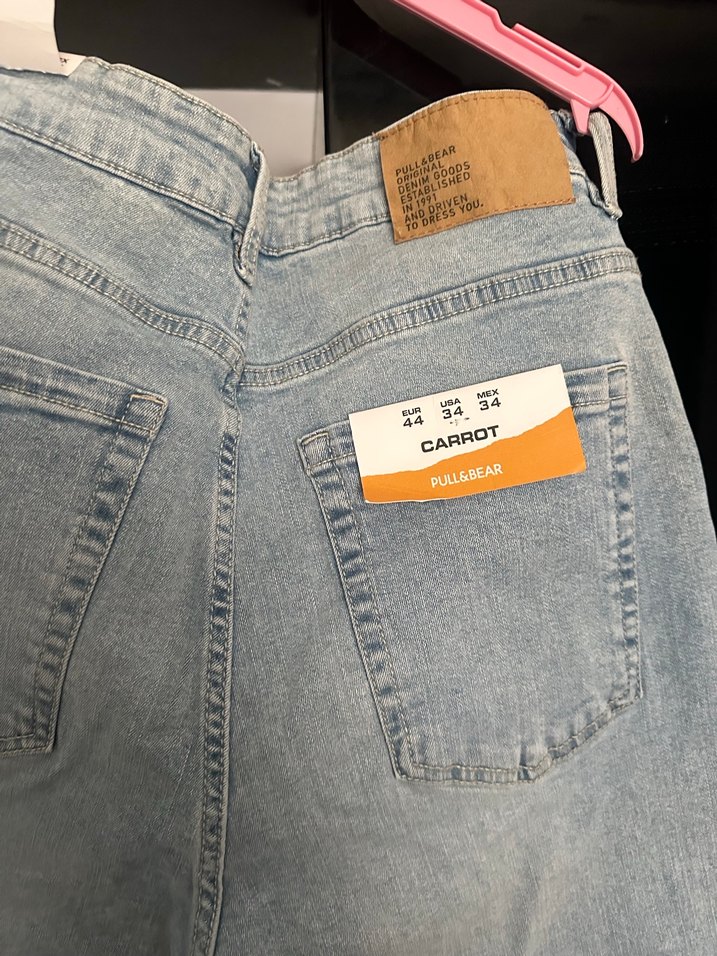 PULL&BEAR
ORIGINAL
DENIM GOODS
ESTABLISHED
IN 1991
AND DRIVEN
TO DRESS YOU.
EUR USA MEX
44 34 34
CARROT
PULL&BEAR